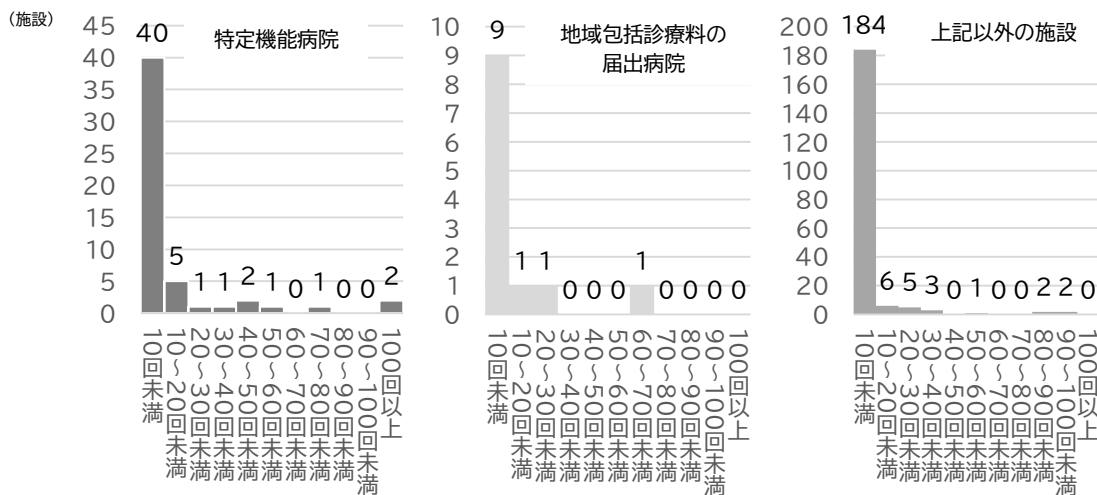 (施設)
特定機能病院
45
40
35
30
25
20
15
10
5
0
40
5
1
1
2
1
0
1
0
0
2
10回未満
10～20回未満
20～30回未満
30～40回未満
40～50回未満
50～60回未満
60～70回未満
70～80回未満
80～90回未満
90～100回未満
100回以上
地域包括診療料の
届出病院
10
9
8
7
6
5
4
3
2
1
0
9
1
1
0
0
0
1
0
0
0
0
10回未満
10～20回未満
20～30回未満
30～40回未満
40～50回未満
50～60回未満
60～70回未満
70～80回未満
80～90回未満
90～100回未満
100回以上
上記以外の施設
200
180
160
140
120
100
80
60
40
20
0
184
6
5
3
0
1
0
0
2
2
0
10回未満
10～20回未満
20～30回未満
30～40回未満
40～50回未満
50～60回未満
60～70回未満
70～80回未満
80～90回未満
90～100回未満
100回以上